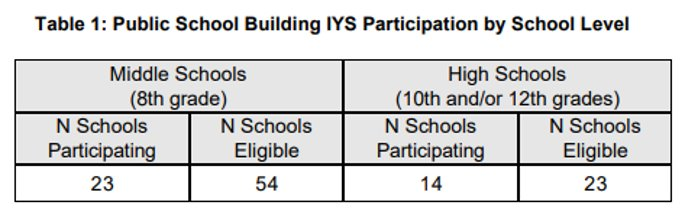 Table 1: Public School Building IYS Participation by School Level
Middle Schools
(8th grade)
High Schools
(10th and/or 12th grades)
N Schools
Participating
N Schools
Eligible
N Schools
Participating
N Schools
Eligible
23
54
14
23